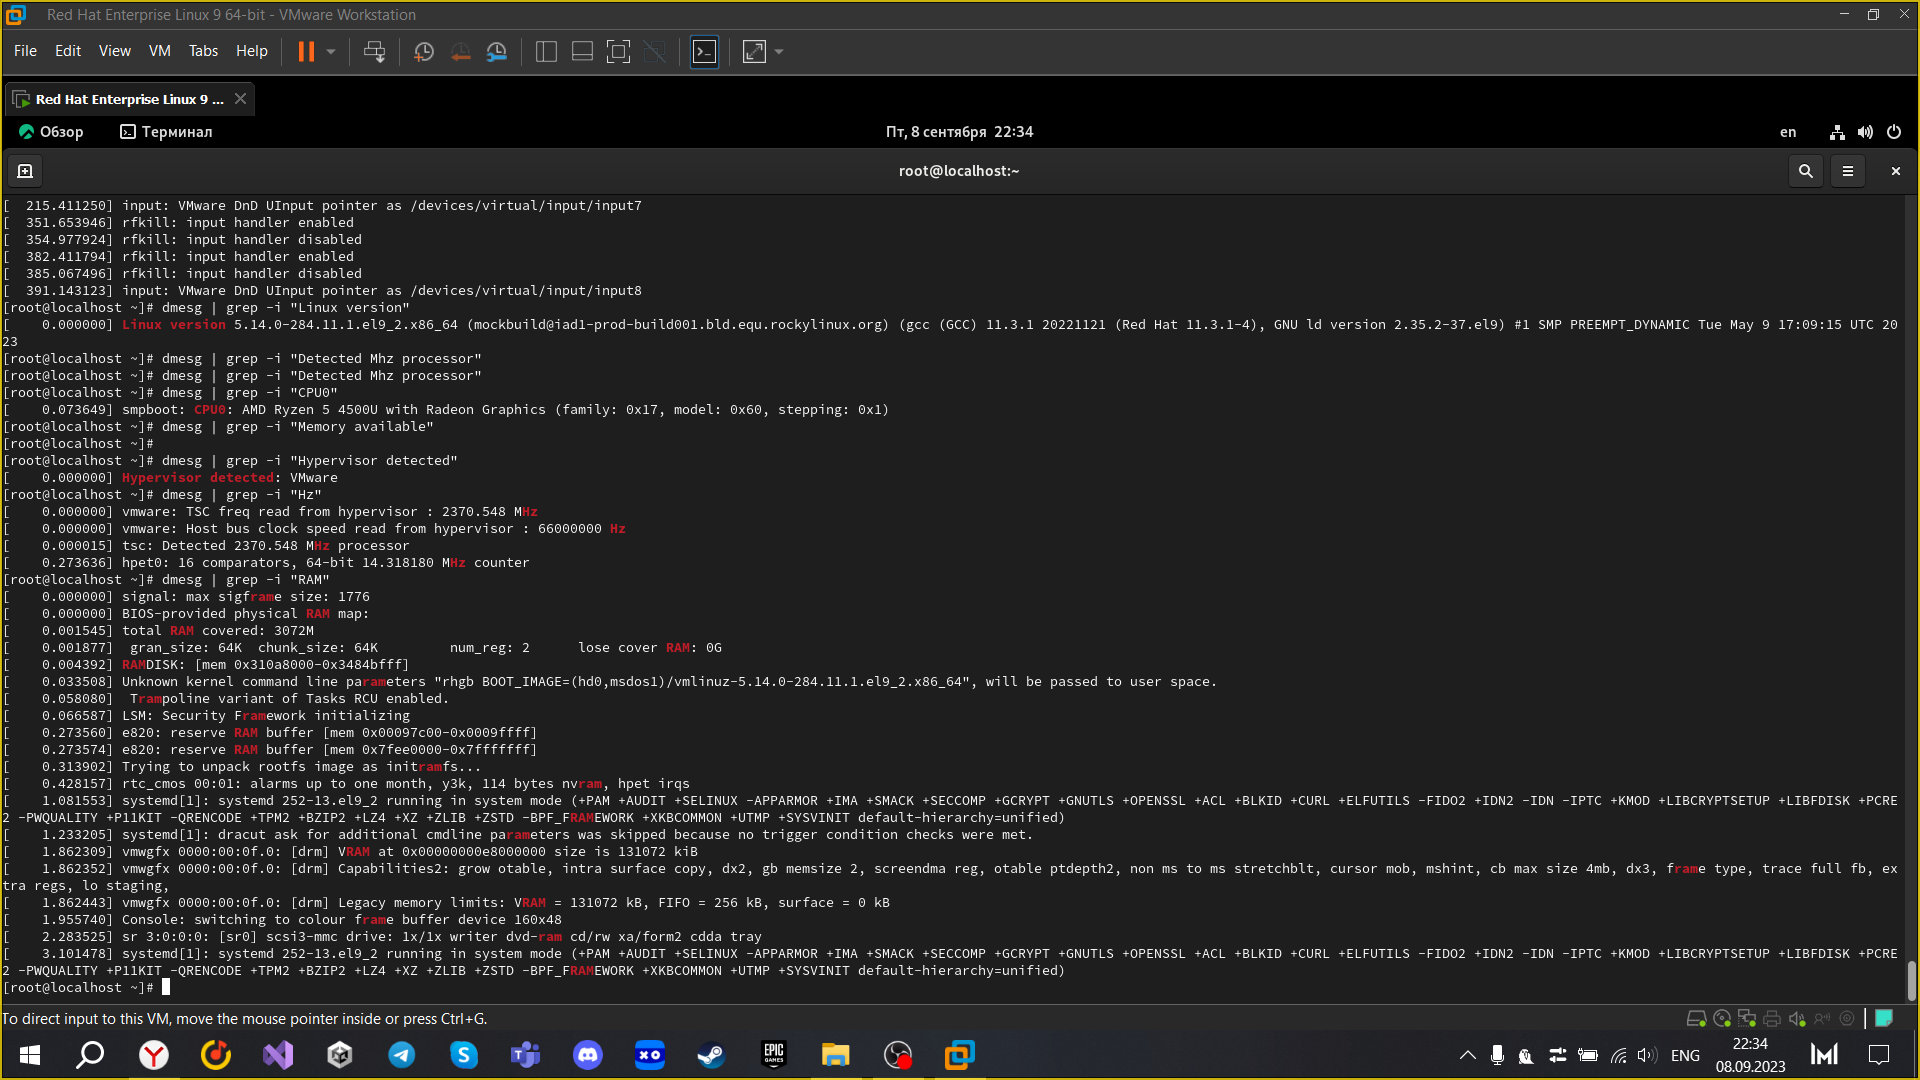 Red Hat Enterprise Linux 9 64-bit - VMware Workstation
File Edit View VM Tabs Help
Red Hat Enterprise Linux 9 ...
Обзор Терминал Пт, 8 сентября 22:34 en
root@localhost:~
[  215.411250] input: VMware DnD UInput pointer as /devices/virtual/input/input7
[  351.653946] rfkill: input handler enabled
[  354.977924] rfkill: input handler disabled
[  382.411794] rfkill: input handler enabled
[  385.067496] rfkill: input handler disabled
[  391.143123] input: VMware DnD UInput pointer as /devices/virtual/input/input8
[root@localhost ~]# dmesg | grep -i "Linux version"
[    0.000000] Linux version 5.14.0-284.11.1.el9_2.x86_64 (mockbuild@iad1-prod-build001.bld.equ.rockylinux.org) (gcc (GCC) 11.3.1 20221121 (Red Hat 11.3.1-4), GNU ld version 2.35.2-37.el9) #1 SMP PREEMPT_DYNAMIC Tue May 9 17:09:15 UTC 20
23
[root@localhost ~]# dmesg | grep -i "Detected Mhz processor"
[root@localhost ~]# dmesg | grep -i "Detected Mhz processor"
[root@localhost ~]# dmesg | grep -i "CPU0"
[    0.073649] smpboot: CPU0: AMD Ryzen 5 4500U with Radeon Graphics (family: 0x17, model: 0x60, stepping: 0x1)
[root@localhost ~]# dmesg | grep -i "Memory available"
[root@localhost ~]#
[root@localhost ~]# dmesg | grep -i "Hypervisor detected"
[    0.000000] Hypervisor detected: VMware
[root@localhost ~]# dmesg | grep -i "Hz"
[    0.000000] vmware: TSC freq read from hypervisor : 2370.548 MHz
[    0.000000] vmware: Host bus clock speed read from hypervisor : 66000000 Hz
[    0.000015] tsc: Detected 2370.548 MHz processor
[    0.273636] hpet0: 16 comparators, 64-bit 14.318180 MHz counter
[root@localhost ~]# dmesg | grep -i "RAM"
[    0.000000] signal: max sigframe size: 1776
[    0.000000] BIOS-provided physical RAM map:
[    0.001545] total RAM covered: 3072M
[    0.001877]  gran_size: 64K  chunk_size: 64K         num_reg: 2      lose cover RAM: 0G
[    0.004392] RAMDISK: [mem 0x310a8000-0x3484bfff]
[    0.033508] Unknown kernel command line parameters "rhgb BOOT_IMAGE=(hd0,msdos1)/vmlinuz-5.14.0-284.11.1.el9_2.x86_64", will be passed to user space.
[    0.058080]  Trampoline variant of Tasks RCU enabled.
[    0.066587] LSM: Security Framework initializing
[    0.273560] e820: reserve RAM buffer [mem 0x00097c00-0x0009ffff]
[    0.273574] e820: reserve RAM buffer [mem 0x7fee0000-0x7fffffff]
[    0.313902] Trying to unpack rootfs image as initramfs...
[    0.428157] rtc_cmos 00:01: alarms up to one month, y3k, 114 bytes nvram, hpet irqs
[    1.081553] systemd[1]: systemd 252-13.el9_2 running in system mode (+PAM +AUDIT +SELINUX -APPARMOR +IMA +SMACK +SECCOMP +GCRYPT +GNUTLS +OPENSSL +ACL +BLKID +CURL +ELFUTILS -FIDO2 +IDN2 -IDN -IPTC +KMOD +LIBCRYPTSETUP +LIBFDISK +PCRE
2 -PWQUALITY +P11KIT -QRENCODE +TPM2 +BZIP2 +LZ4 +XZ +ZLIB +ZSTD -BPF_FRAMEWORK +XKBCOMMON +UTMP +SYSVINIT default-hierarchy=unified)
[    1.233205] systemd[1]: dracut ask for additional cmdline parameters was skipped because no trigger condition checks were met.
[    1.862309] vmwgfx 0000:00:0f.0: [drm] VRAM at 0x00000000e8000000 size is 131072 kiB
[    1.862352] vmwgfx 0000:00:0f.0: [drm] Capabilities2: grow otable, intra surface copy, dx2, gb memsize 2, screendma reg, otable ptdepth2, non ms to ms stretchblt, cursor mob, mshint, cb max size 4mb, dx3, frame type, trace full fb, ex
tra regs, lo staging,
[    1.862443] vmwgfx 0000:00:0f.0: [drm] Legacy memory limits: VRAM = 131072 kB, FIFO = 256 kB, surface = 0 kB
[    1.955740] Console: switching to colour frame buffer device 160x48
[    2.283525] sr 3:0:0:0: [sr0] scsi3-mmc drive: 1x/1x writer dvd-ram cd/rw xa/form2 cdda tray
[    3.101478] systemd[1]: systemd 252-13.el9_2 running in system mode (+PAM +AUDIT +SELINUX -APPARMOR +IMA +SMACK +SECCOMP +GCRYPT +GNUTLS +OPENSSL +ACL +BLKID +CURL +ELFUTILS -FIDO2 +IDN2 -IDN -IPTC +KMOD +LIBCRYPTSETUP +LIBFDISK +PCRE
2 -PWQUALITY +P11KIT -QRENCODE +TPM2 +BZIP2 +LZ4 +XZ +ZLIB +ZSTD -BPF_FRAMEWORK +XKBCOMMON +UTMP +SYSVINIT default-hierarchy=unified)
[root@localhost ~]#
To direct input to this VM, move the mouse pointer inside or press Ctrl+G.
EPIC GAMES
ENG 22:34
08.09.2023